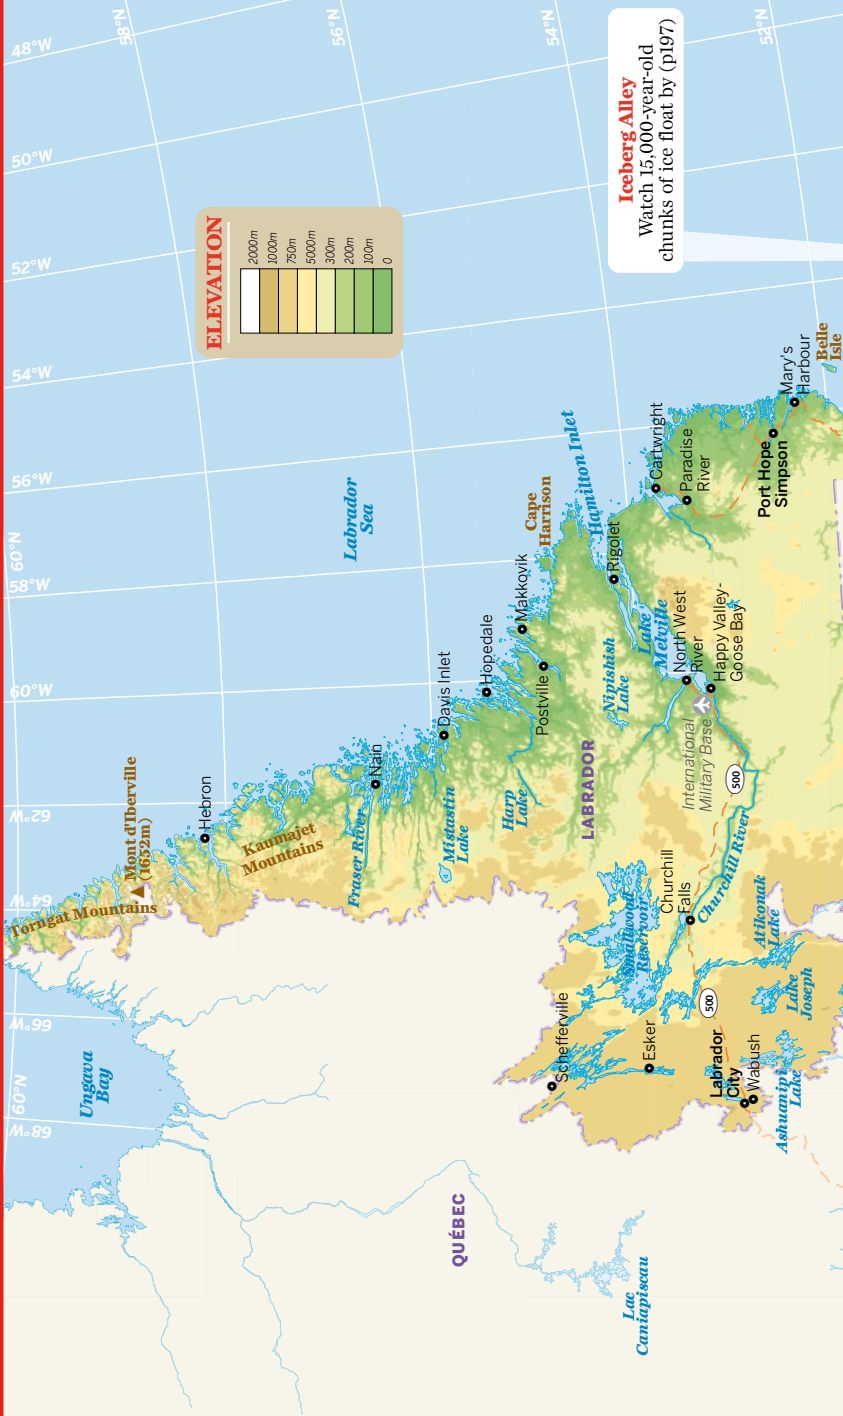 48°W
50°W
52°W
54°W
56°W
58°W
60°W
62°W
64°W
66°W
68°W
60°N
60°N
58°N
56°N
54°N
52°N
ELEVATION
2000m
1000m
750m
5000m
300m
200m
100m
0
Iceberg Alley
Watch 15,000-year-old
chunks of ice float by (p197)
Ungava
Bay
Torngat Mountains
Mont d'Iberville
(1652m)
Hebron
Kaumajet
Mountains
Labrador
Sea
Fraser River
Nain
Mistastin
Lake
Davis Inlet
Hopedale
Harp
Lake
Makkovik
Postville
Cape
Harrison
Hamilton Inlet
LABRADOR
Nipishish
Lake
Rigolet
Lake
Melville
Cartwright
Paradise
River
North West
River
Happy Valley-
Goose Bay
International
Military Base
500
Port Hope
Simpson
Mary's
Harbour
Belle
Isle
QUÉBEC
Lac
Caniapiscau
Schefferville
Esker
Smallwood
Reservoir
Churchill
Falls
Churchill River
500
Labrador
City
Wabush
Ashuanipi
Lake
Lake
Joseph
Atikonak
Lake